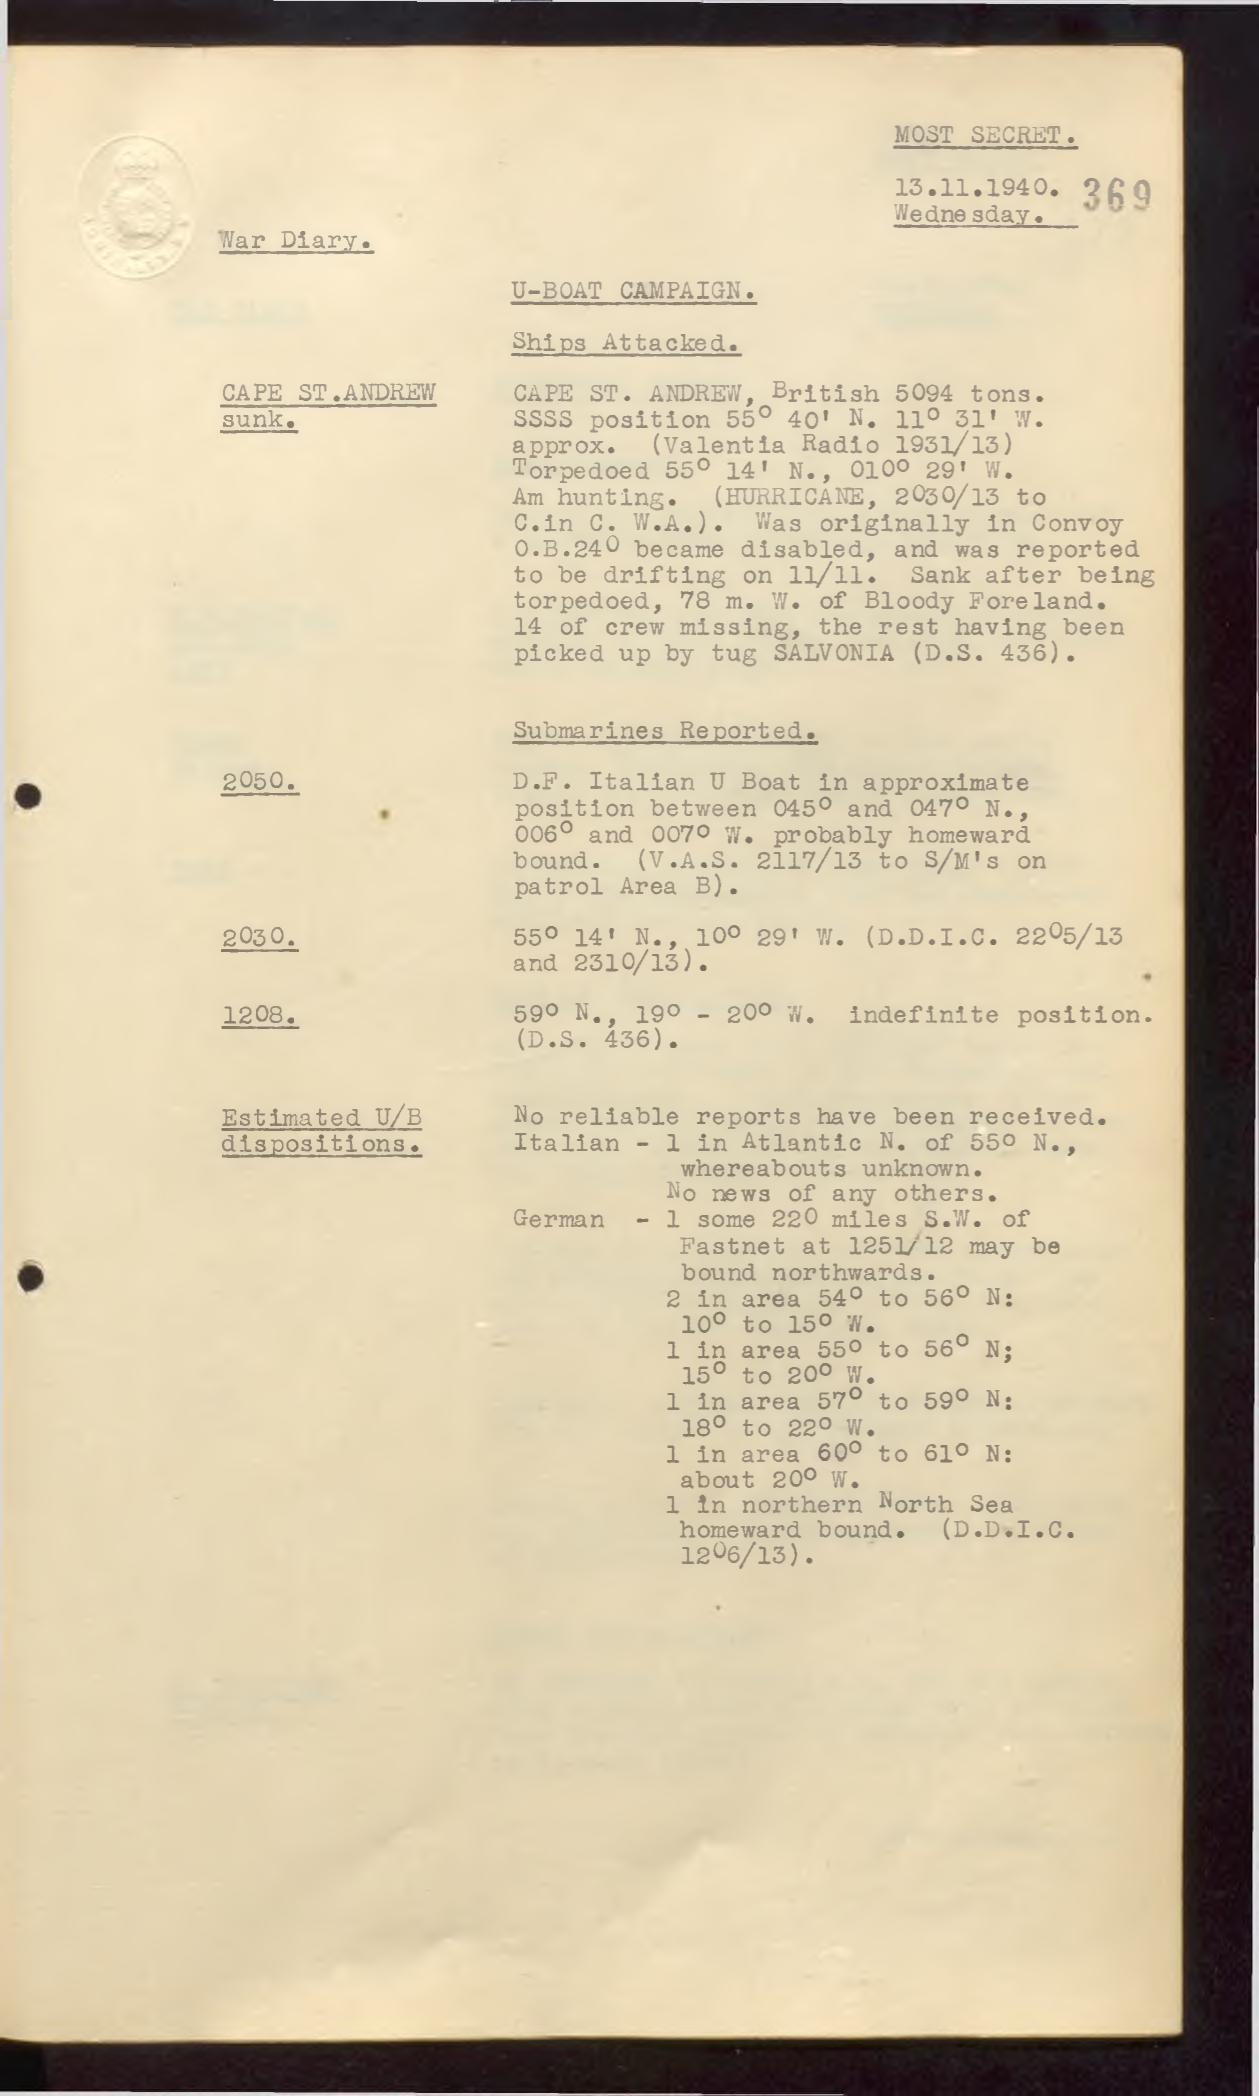 MOST SECRET.
13.11.1940. 369
Wednesday.
War Diary.
U-BOAT CAMPAIGN.
Ships Attacked.
CAPE ST.ANDREW
sunk.
CAPE ST. ANDREW, British 5094 tons.
SSSS position 55° 40' N. 11° 31' W.
approx. (Valentia Radio 1931/13)
Torpedoed 55° 14' N., 010° 29' W.
Am hunting. (HURRICANE, 2030/13 to
C.in C. W.A.). Was originally in Convoy
O.B.240 became disabled, and was reported
to be drifting on 11/11. Sank after being
torpedoed, 78 m. W. of Bloody Foreland.
14 of crew missing, the rest having been
picked up by tug SALVONIA (D.S. 436).
Submarines Reported.
2050.
D.F. Italian U Boat in approximate
position between 045° and 047° N.,
006° and 007° W. probably homeward
bound. (V.A.S. 2117/13 to S/M's on
patrol Area B).
2030.
55° 14' N., 10° 29' W. (D.D.I.C. 2205/13
and 2310/13).
1208.
59° N., 19° - 20° W. indefinite position.
(D.S. 436).
Estimated U/B
dispositions.
No reliable reports have been received.
Italian - 1 in Atlantic N. of 55° N.,
whereabouts unknown.
No news of any others.
German - 1 some 220 miles S.W. of
Fastnet at 1251/12 may be
bound northwards.
2 in area 54° to 56° N:
10° to 15° W.
1 in area 55° to 56° N;
15° to 20° W.
1 in area 57° to 59° N:
18° to 22° W.
1 in area 60° to 61° N:
about 20° W.
1 in northern North Sea
homeward bound. (D.D.I.C.
1206/13).